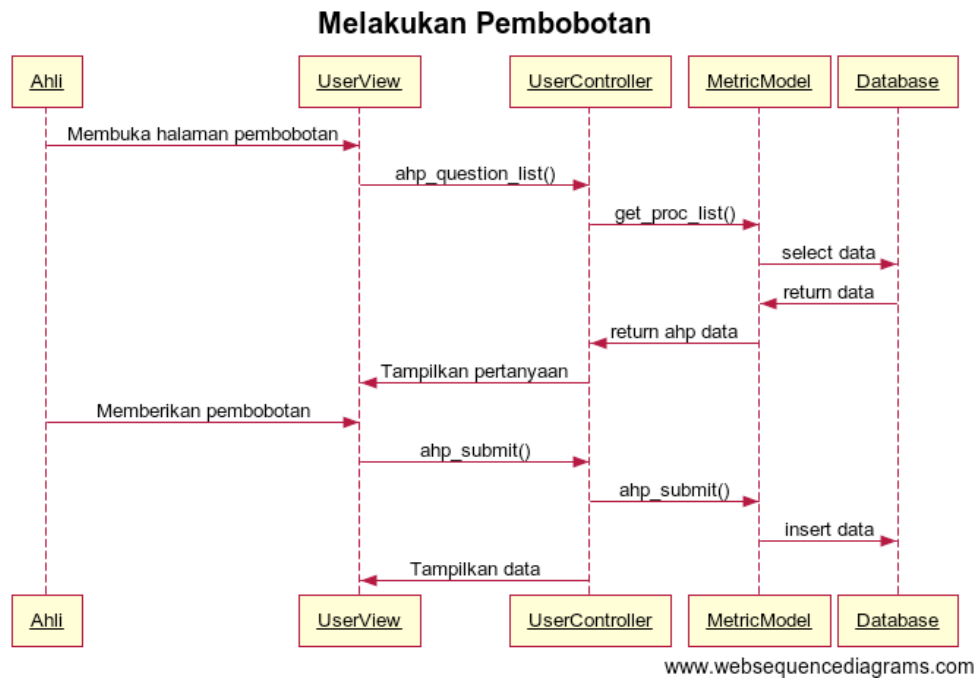 Melakukan Pembobotan
Ahli
UserView
UserController
MetricModel
Database
Membuka halaman pembobotan
ahp_question_list()
get_proc_list()
select data
return data
return ahp data
Tampilkan pertanyaan
Memberikan pembobotan
ahp_submit()
ahp_submit()
insert data
Tampilkan data
Ahli
UserView
UserController
MetricModel
Database
www.websequencediagrams.com